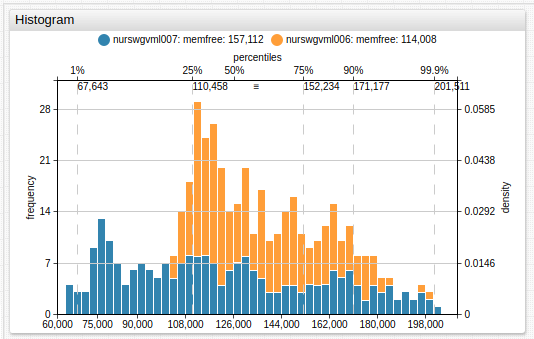 Histogram
nurswgvml007: memfree: 157,112 nurswgvml006: memfree: 114,008
percentiles
1% 25% 50% 75% 90% 99.9%
67,643 110,458 ≡ 152,234 171,177 201,511
28 0.0585
21 0.0438
14 0.0292
7 0.0146
0 0
frequency
density
60,000 75,000 90,000 108,000 126,000 144,000 162,000 180,000 198,000